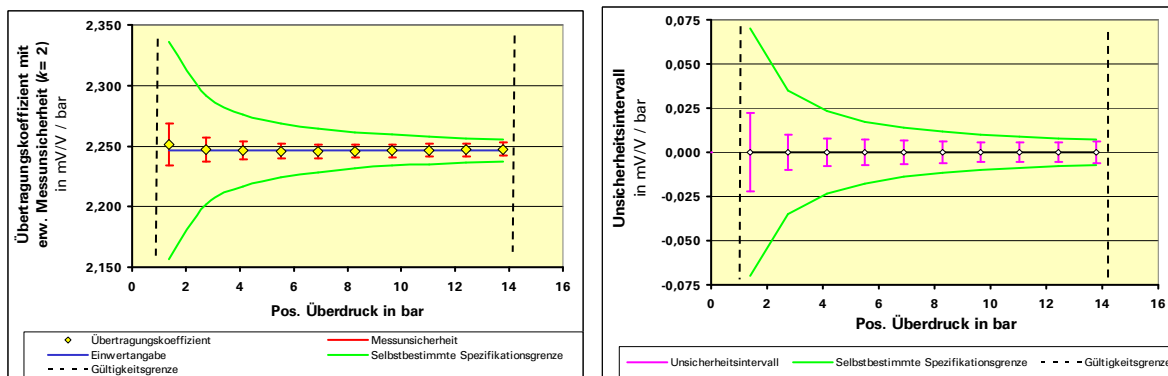 Übertragungskoeffizient mit
erw. Messunsicherheit (k= 2)
in mV/V / bar
2,350
2,300
2,250
2,200
2,150
0 2 4 6 8 10 12 14 16
Pos. Überdruck in bar
Übertragungskoeffizient Messunsicherheit
Einwertangabe Selbstbestimmte Spezifikationsgrenze
Gültigkeitsgrenze
Unsicherheitsintervall
in mV/V / bar
0,075
0,050
0,025
0,000
-0,025
-0,050
-0,075
0 2 4 6 8 10 12 14 16
Pos. Überdruck in bar
Unsicherheitsintervall Selbstbestimmte Spezifikationsgrenze Gültigkeitsgrenze